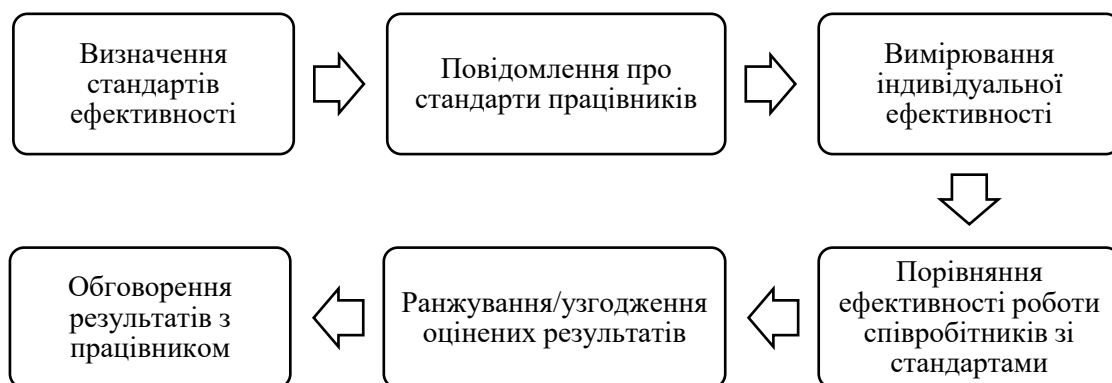 Визначення
стандартів
ефективності
Повідомлення про
стандарти працівників
Вимірювання
індивідуальної
ефективності
Порівняння
ефективності роботи
співробітників зі
стандартами
Ранжування/узгодження
оцінених результатів
Обговорення
результатів з
працівником